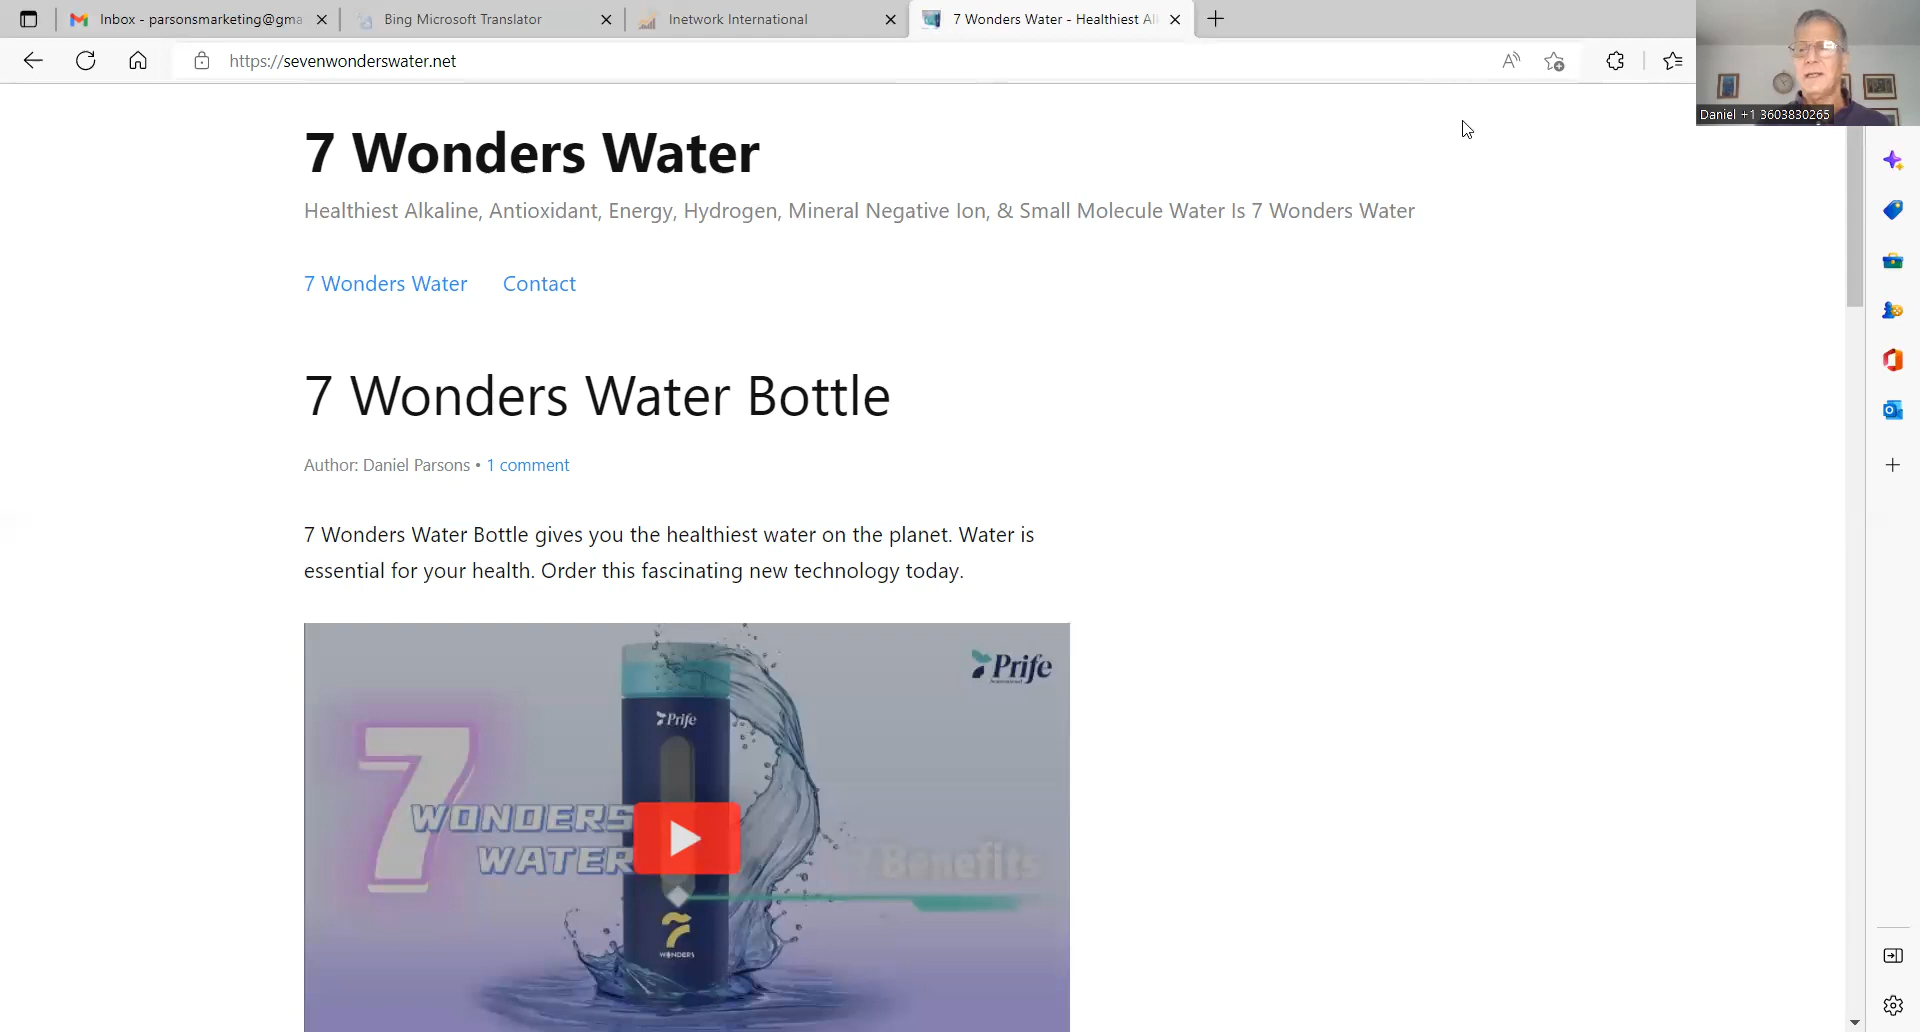 Inbox - parsonsmarketing@gma
Bing Microsoft Translator
Inetwork International
7 Wonders Water - Healthiest Al
https://sevenwonderswater.net
Daniel +1 3603830265
7 Wonders Water
Healthiest Alkaline, Antioxidant, Energy, Hydrogen, Mineral Negative Ion, & Small Molecule Water Is 7 Wonders Water
7 Wonders Water Contact
7 Wonders Water Bottle
Author: Daniel Parsons • 1 comment
7 Wonders Water Bottle gives you the healthiest water on the planet. Water is
essential for your health. Order this fascinating new technology today.
Prife
International
Prife
7
WONDERS
WATER
7 Benefits
7
WONDERS